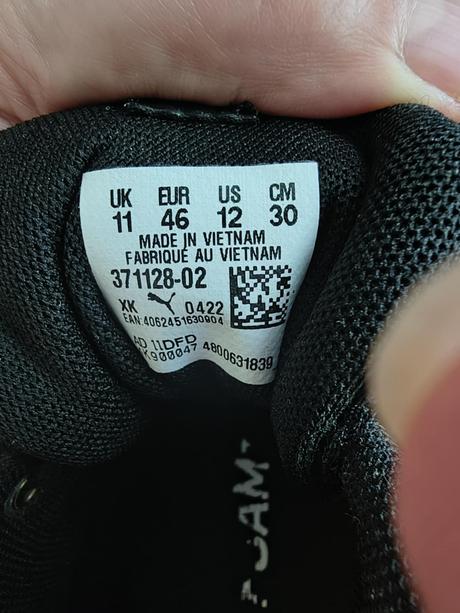 UK EUR US CM
11 46 12 30
MADE IN VIETNAM
FABRIQUE AU VIETNAM
371128-02
XK 0422
EAN:4062451630904
AD 11DFD
K900047 4800631839